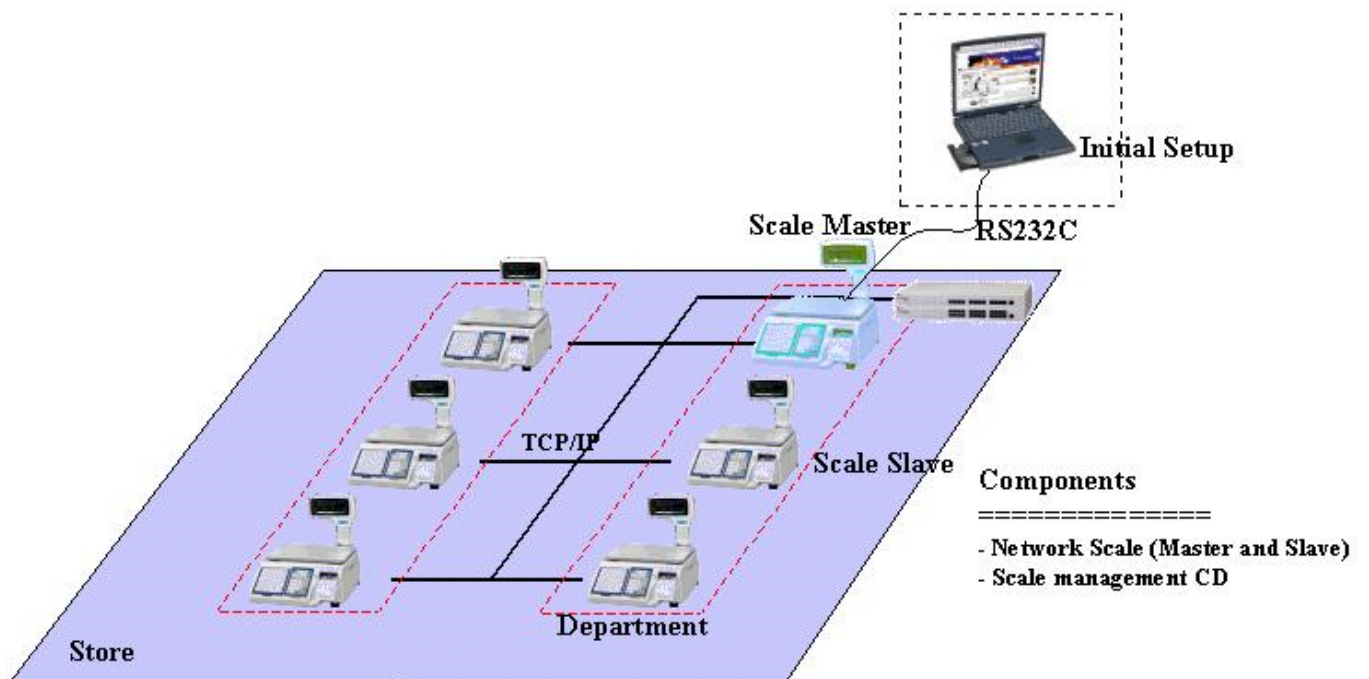 Initial Setup
Scale Master
RS232C
TCP/IP
Scale Slave
Components
==============
- Network Scale (Master and Slave)
- Scale management CD
Department
Store